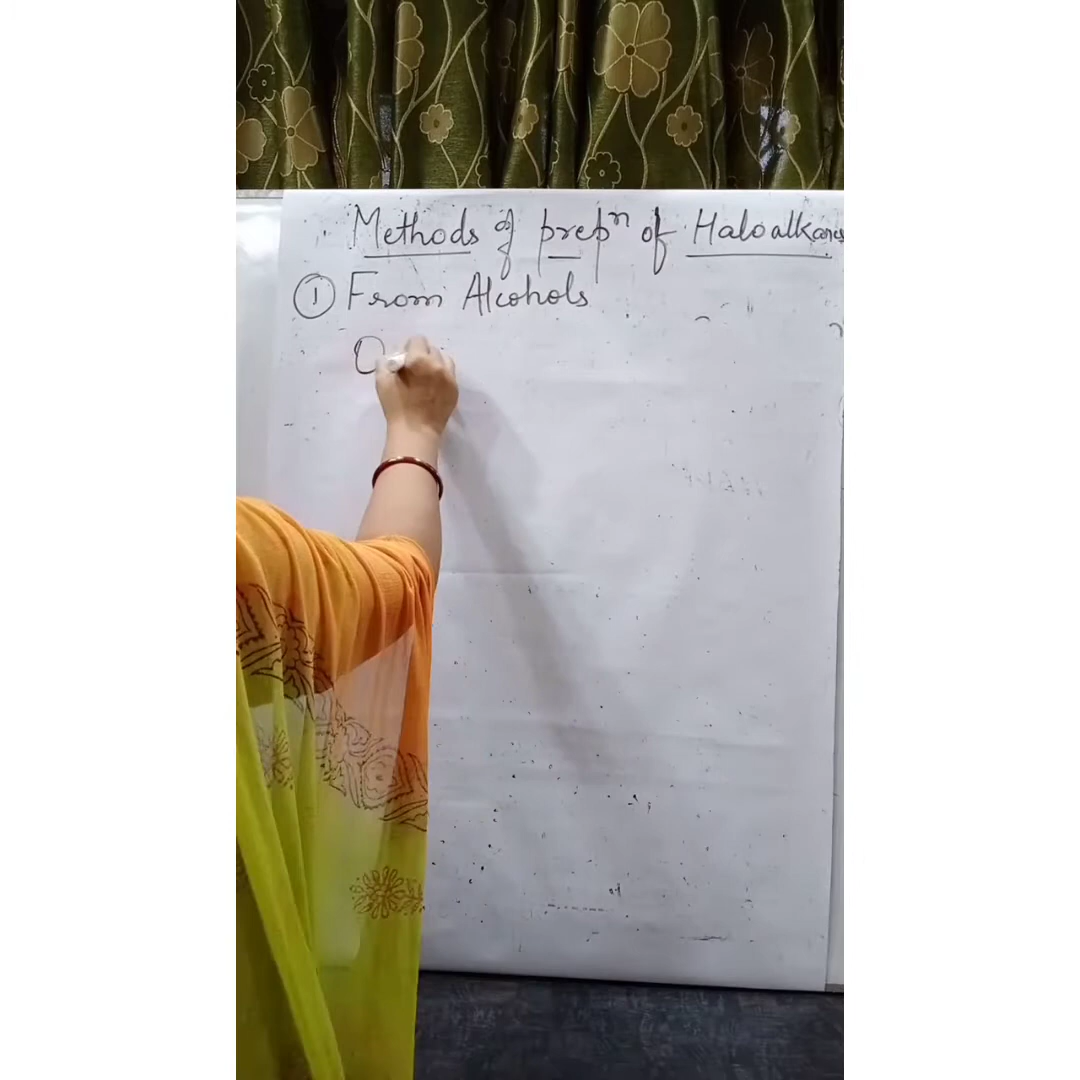 Methods of prepn of Haloalkanes
① From Alcohols